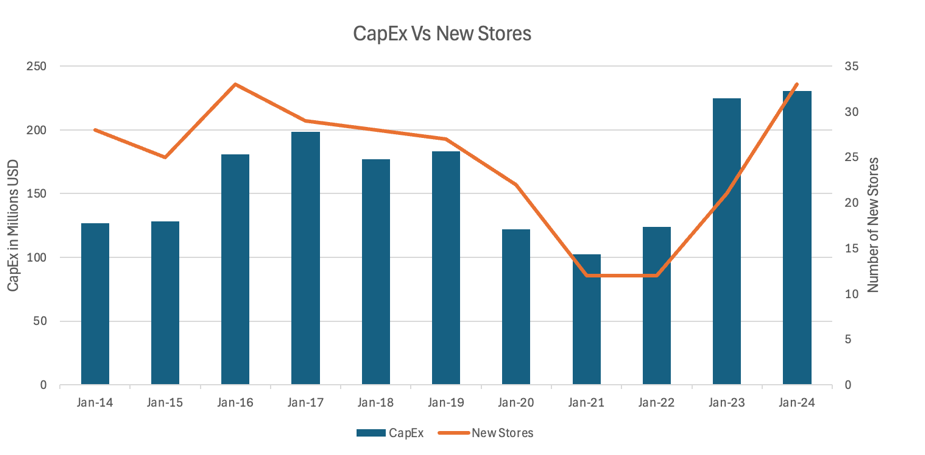 CapEx Vs New Stores
250
200
150
100
50
0
CapEx in Millions USD
35
30
25
20
15
10
5
0
Number of New Stores
Jan-14 Jan-15 Jan-16 Jan-17 Jan-18 Jan-19 Jan-20 Jan-21 Jan-22 Jan-23 Jan-24
CapEx New Stores